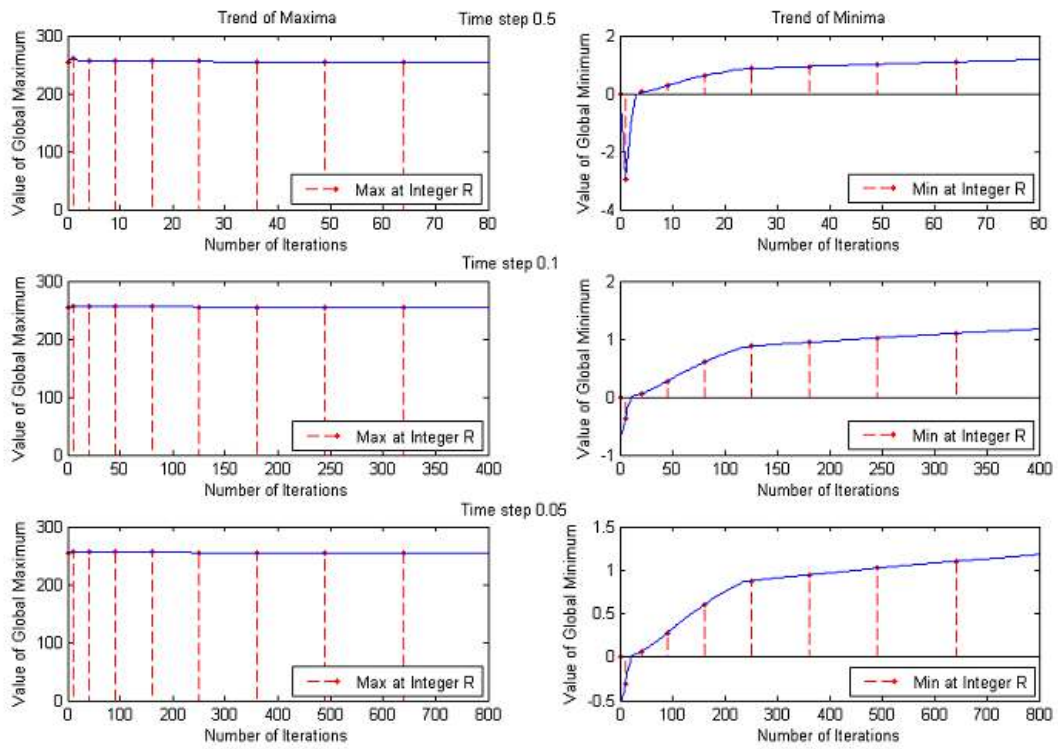 Trend of Maxima
Time step 0.5
Trend of Minima
Value of Global Maximum
300
200
100
0
0 10 20 30 40 50 60 70 80
Number of Iterations
Max at Integer R
Value of Global Minimum
2
0
-2
-4
0 10 20 30 40 50 60 70 80
Number of Iterations
Min at Integer R
Time step 0.1
Value of Global Maximum
300
200
100
0
0 50 100 150 200 250 300 350 400
Number of Iterations
Max at Integer R
Value of Global Minimum
2
1
0
-1
0 50 100 150 200 250 300 350 400
Number of Iterations
Min at Integer R
Time step 0.05
Value of Global Maximum
300
200
100
0
0 100 200 300 400 500 600 700 800
Number of Iterations
Max at Integer R
Value of Global Minimum
1.5
1
0.5
0
-0.5
0 100 200 300 400 500 600 700 800
Number of Iterations
Min at Integer R